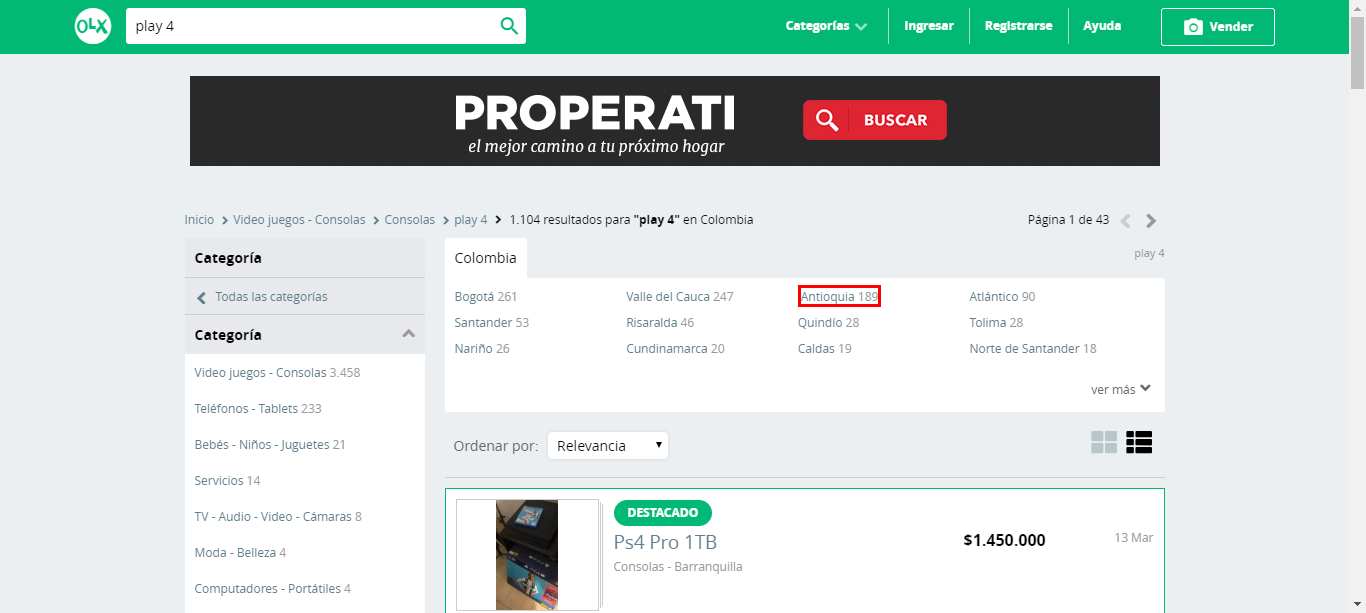 OLX play 4 Categorías Ingresar Registrarse Ayuda Vender
PROPERATI
el mejor camino a tu próximo hogar
BUSCAR
Inicio Video juegos - Consolas Consolas play 4 1.104 resultados para "play 4" en Colombia Página 1 de 43
Categoría
Todas las categorías
Categoría
Video juegos - Consolas 3.458
Teléfonos - Tablets 233
Bebés - Niños - Juguetes 21
Servicios 14
TV - Audio - Video - Cámaras 8
Moda - Belleza 4
Computadores - Portátiles 4
Colombia play 4
Bogotá 261 Valle del Cauca 247 Antioquia 189 Atlántico 90
Santander 53 Risaralda 46 Quindío 28 Tolima 28
Nariño 26 Cundinamarca 20 Caldas 19 Norte de Santander 18
ver más
Ordenar por: Relevancia
DESTACADO
Ps4 Pro 1TB $1.450.000 13 Mar
Consolas - Barranquilla